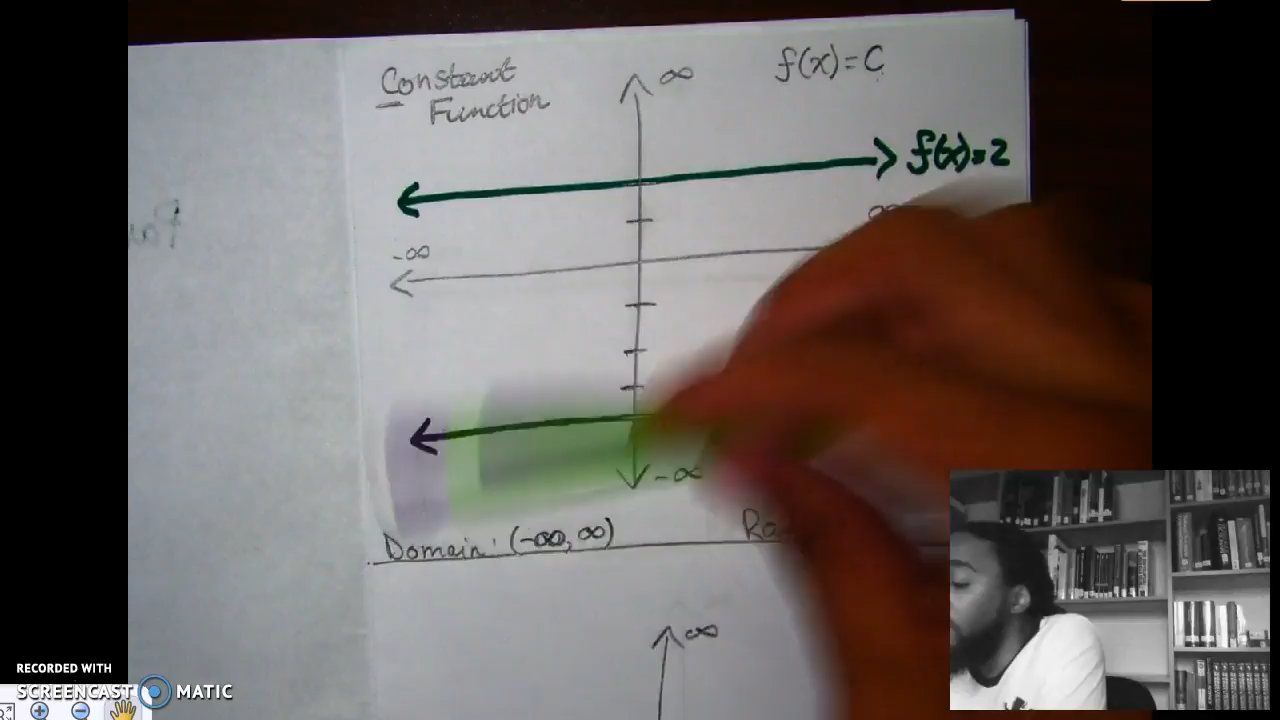 Constant
Function
∞
f(x)=C
f(x)=2
-∞
∞
Domain: (-∞, ∞)
∞
RECORDED WITH
SCREENCAST MATIC